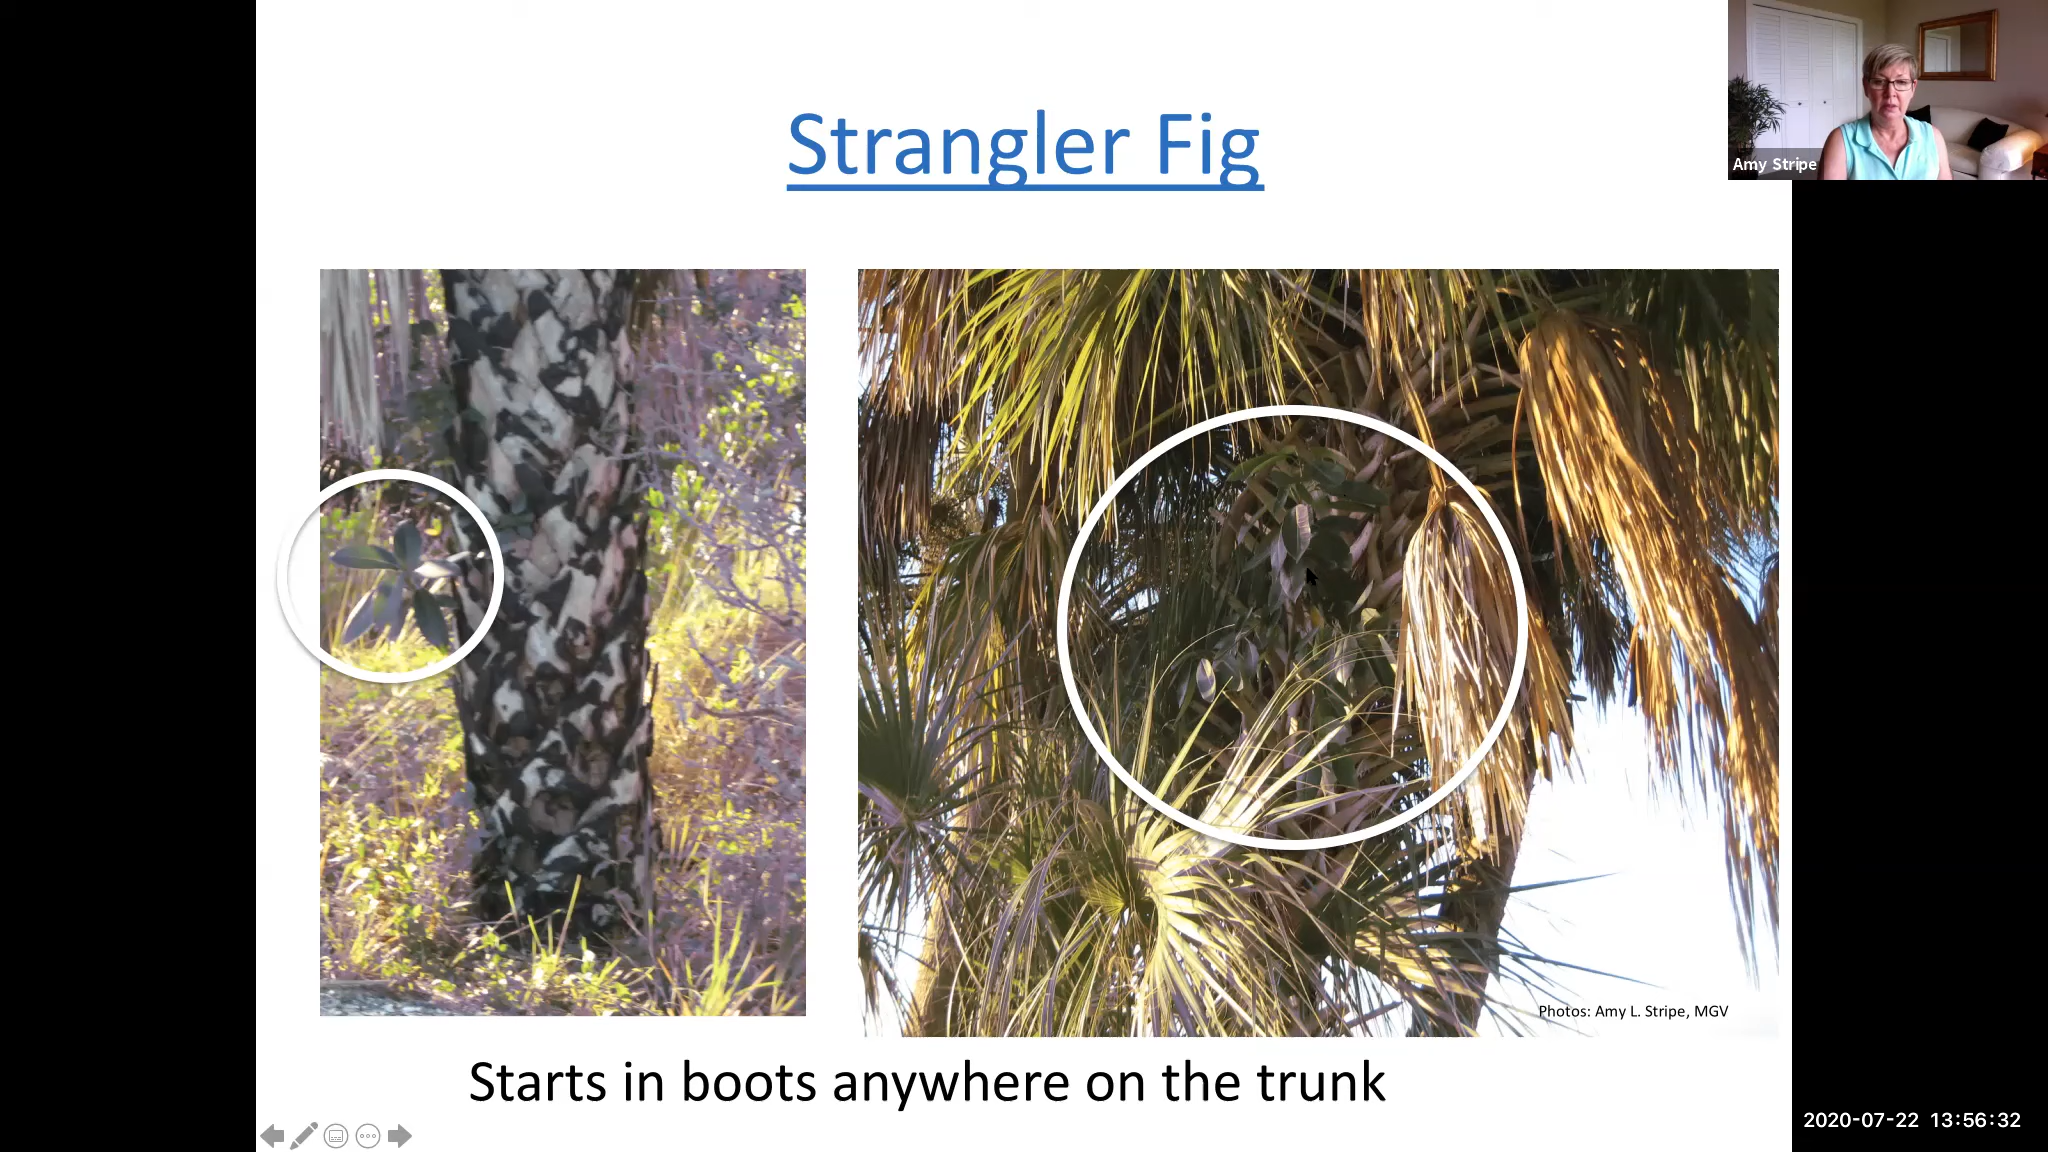 Strangler Fig
Amy Stripe
Photos: Amy L. Stripe, MGV
Starts in boots anywhere on the trunk
2020-07-22 13:56:32